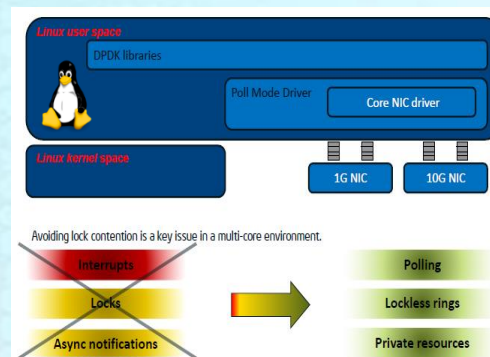 Linux user space
DPDK libraries
Poll Mode Driver
Core NIC driver
Linux kernel space
1G NIC
10G NIC
Avoiding lock contention is a key issue in a multi-core environment.
Interrupts
Polling
Locks
Lockless rings
Async notifications
Private resources